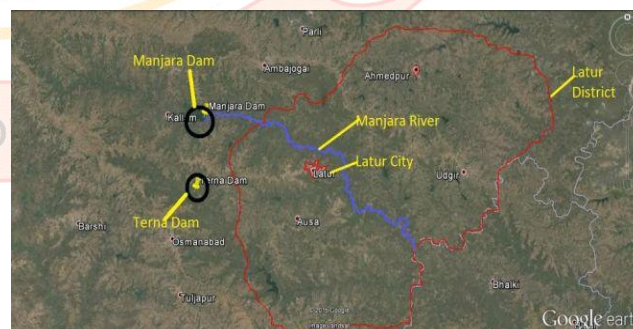 Parli
Manjara Dam
Ambajogai
Ahmedpur
Latur
District
Manjara Dam
Kallam
Manjara River
Latur City
Latur
Terna Dam
Udgir
Terna Dam
Ausa
Barshi
Osmanabad
Bhalki
Tuljapur
Google earth